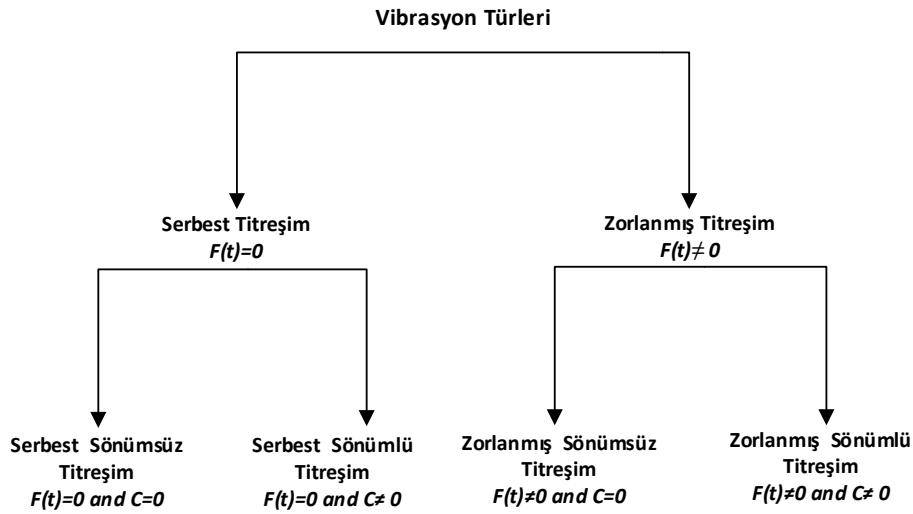 Vibrasyon Türleri
Serbest Titreşim
F(t)=0
Zorlanmış Titreşim
F(t)≠ 0
Serbest Sönümsüz
Titreşim
F(t)=0 and C=0
Serbest Sönümlü
Titreşim
F(t)=0 and C≠ 0
Zorlanmış Sönümsüz
Titreşim
F(t)≠0 and C=0
Zorlanmış Sönümlü
Titreşim
F(t)≠0 and C≠ 0